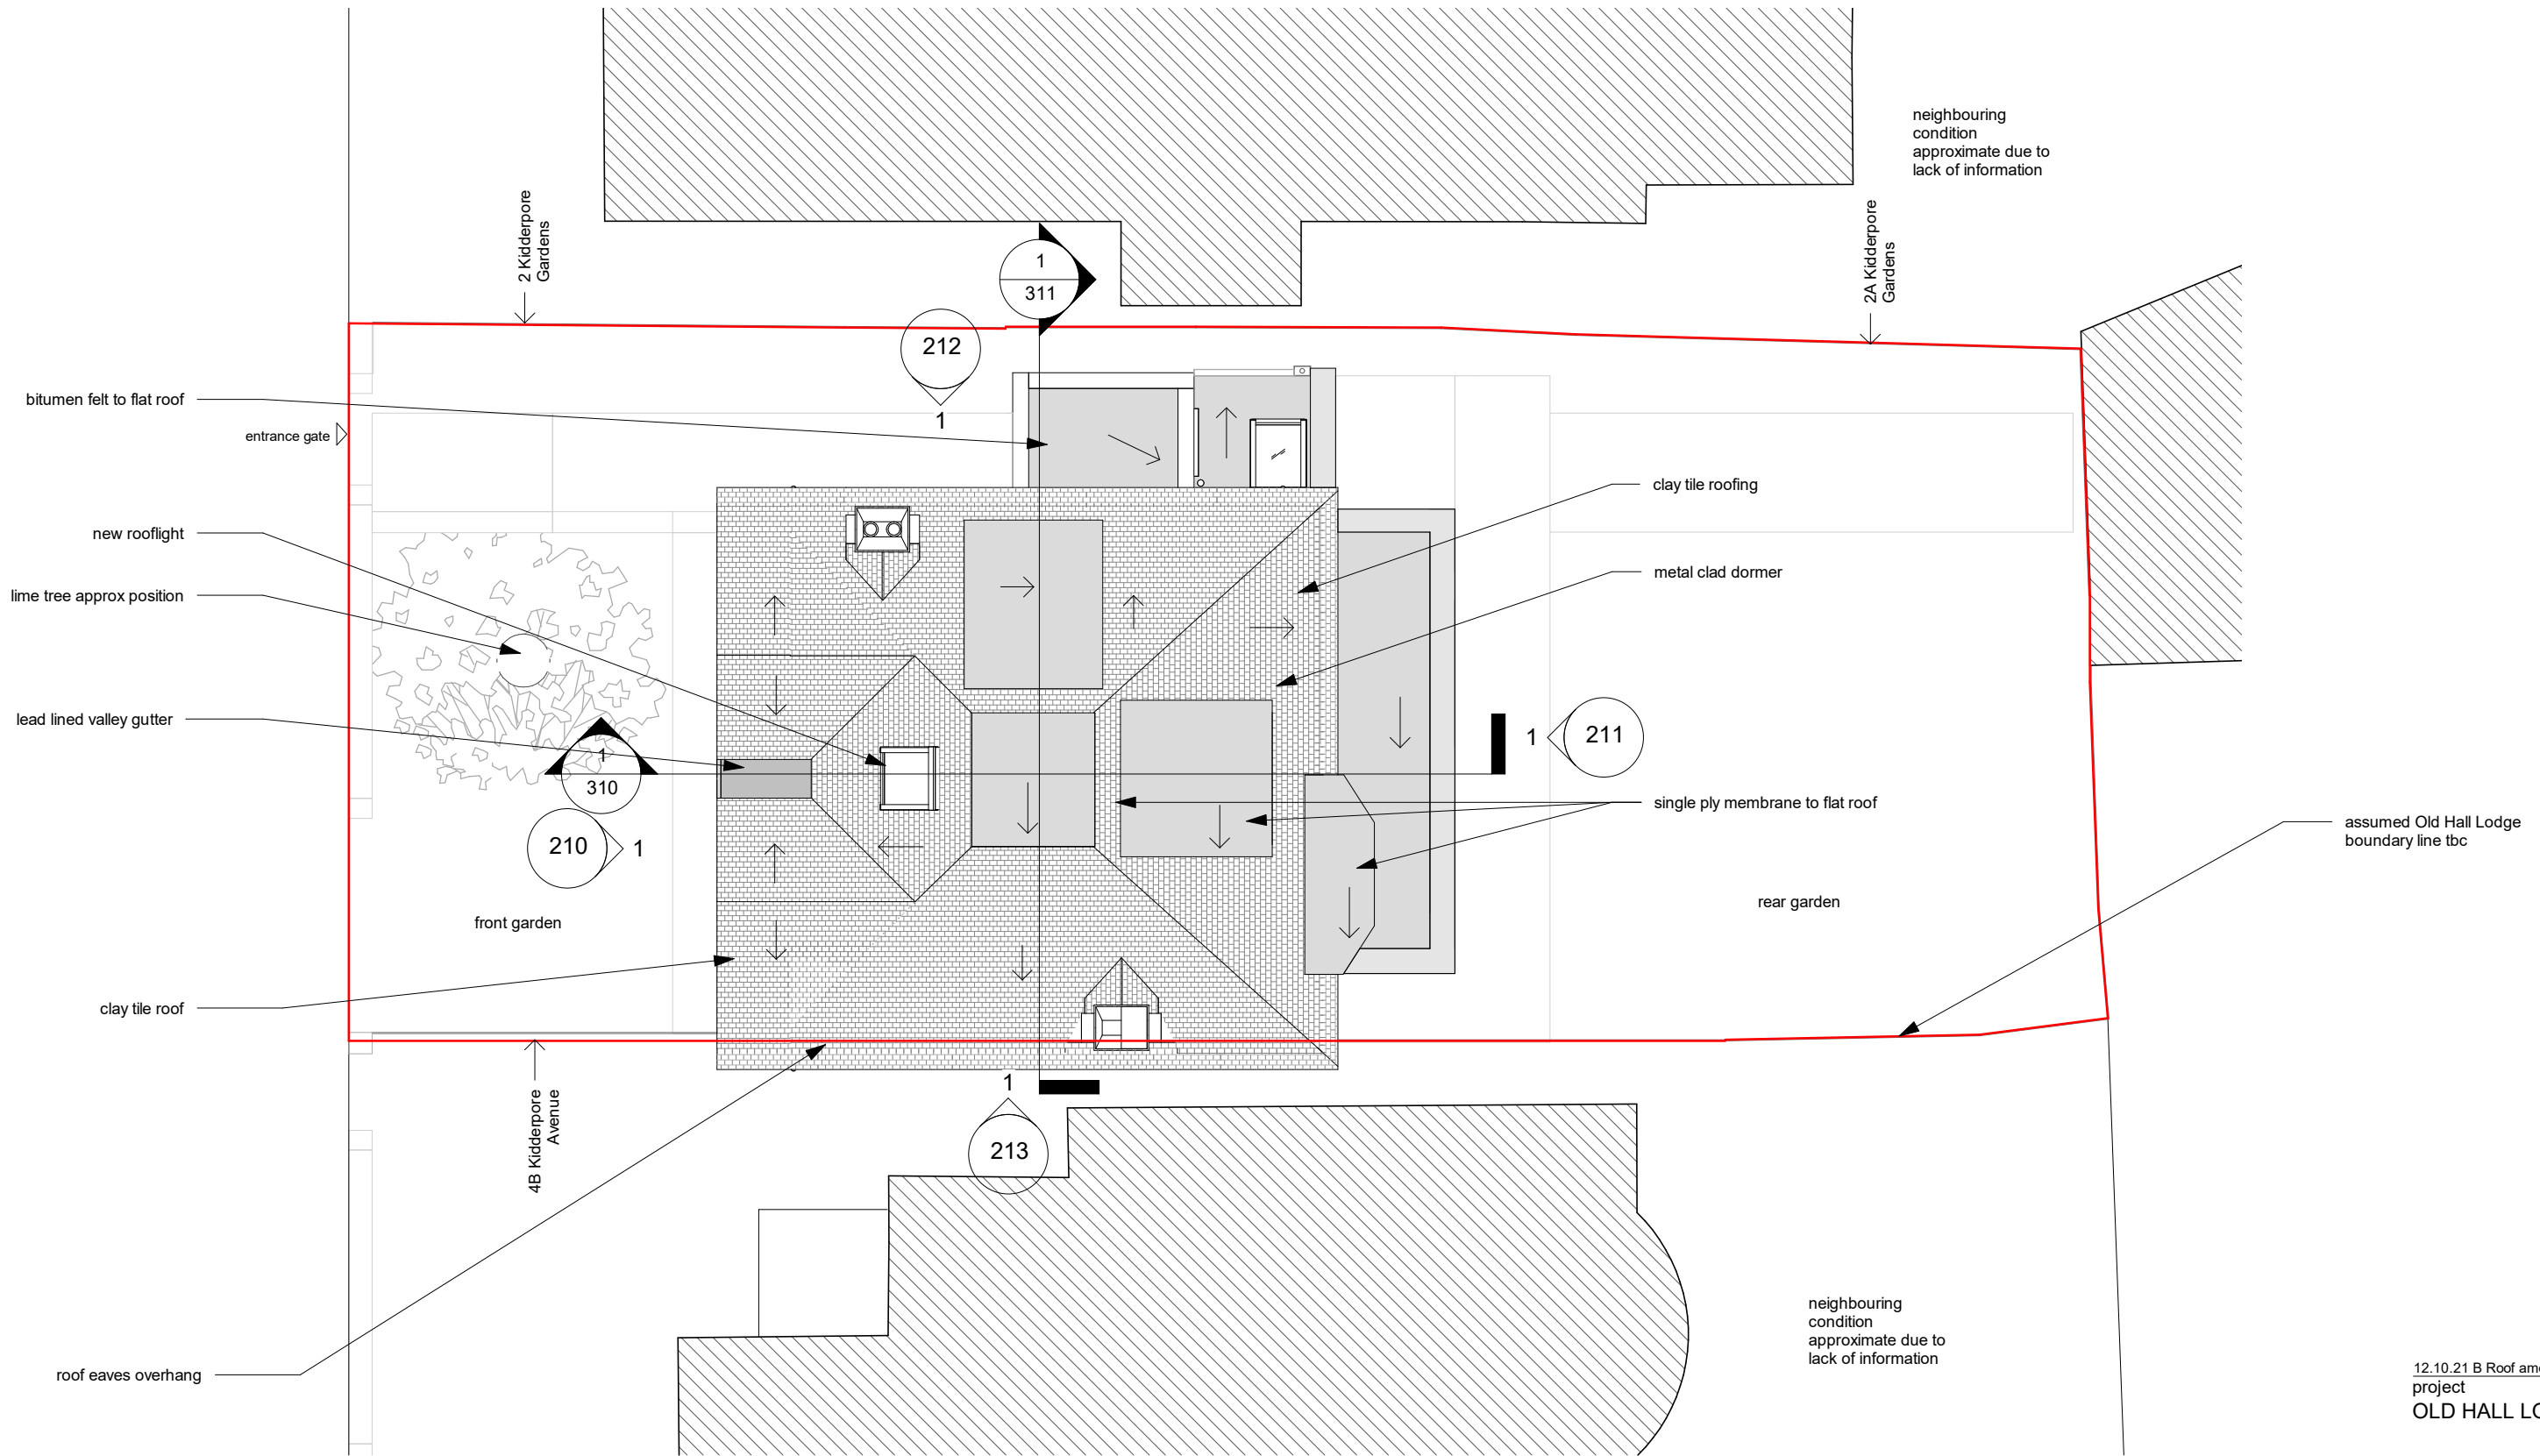 neighbouring
condition
approximate due to
lack of information
2 Kidderpore
Gardens
2A Kidderpore
Gardens
1
311
212
1
bitumen felt to flat roof
entrance gate
clay tile roofing
new rooflight
metal clad dormer
lime tree approx position
lead lined valley gutter
1
310
1
211
single ply membrane to flat roof
assumed Old Hall Lodge
boundary line tbc
210
1
front garden
rear garden
clay tile roof
1
213
4B Kidderpore
Avenue
roof eaves overhang
neighbouring
condition
approximate due to
lack of information
12.10.21 B Roof
project
OLD HALL